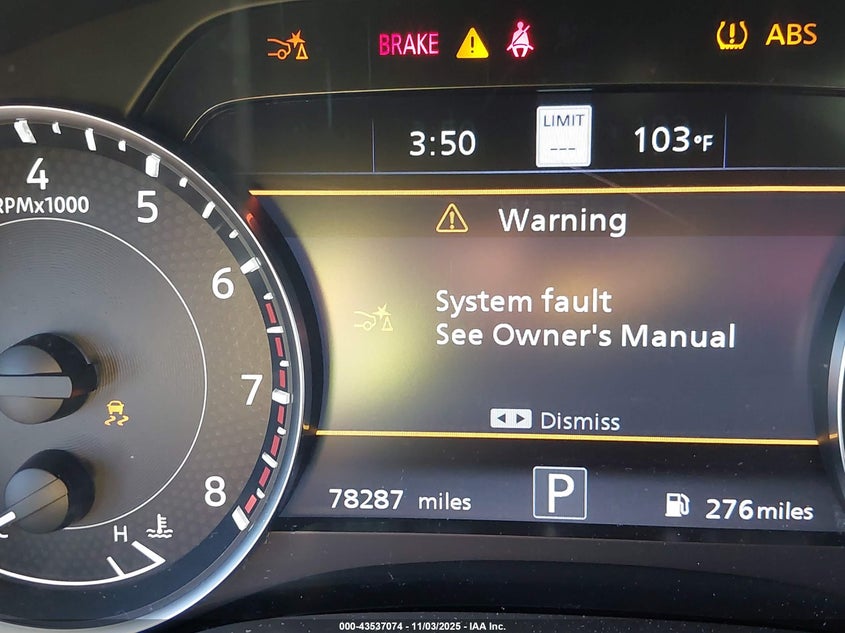 BRAKE
ABS
3:50
LIMIT
---
103°F
4
RPMx1000
5
6
7
8
Warning
System fault
See Owner's Manual
Dismiss
78287 miles
P
276 miles
C
H
000-43537074 - 11/03/2025 - IAA Inc.